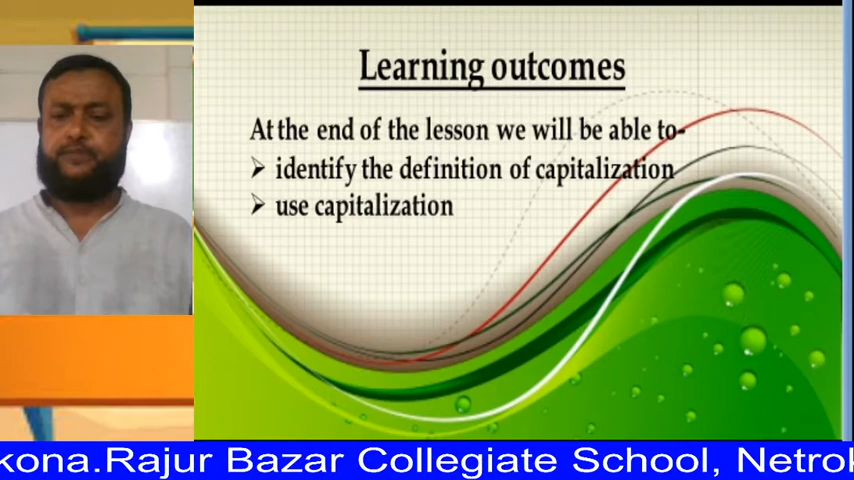 Learning outcomes
At the end of the lesson we will be able to-
identify the definition of capitalization
use capitalization
kona.Rajur Bazar Collegiate School, Netrok